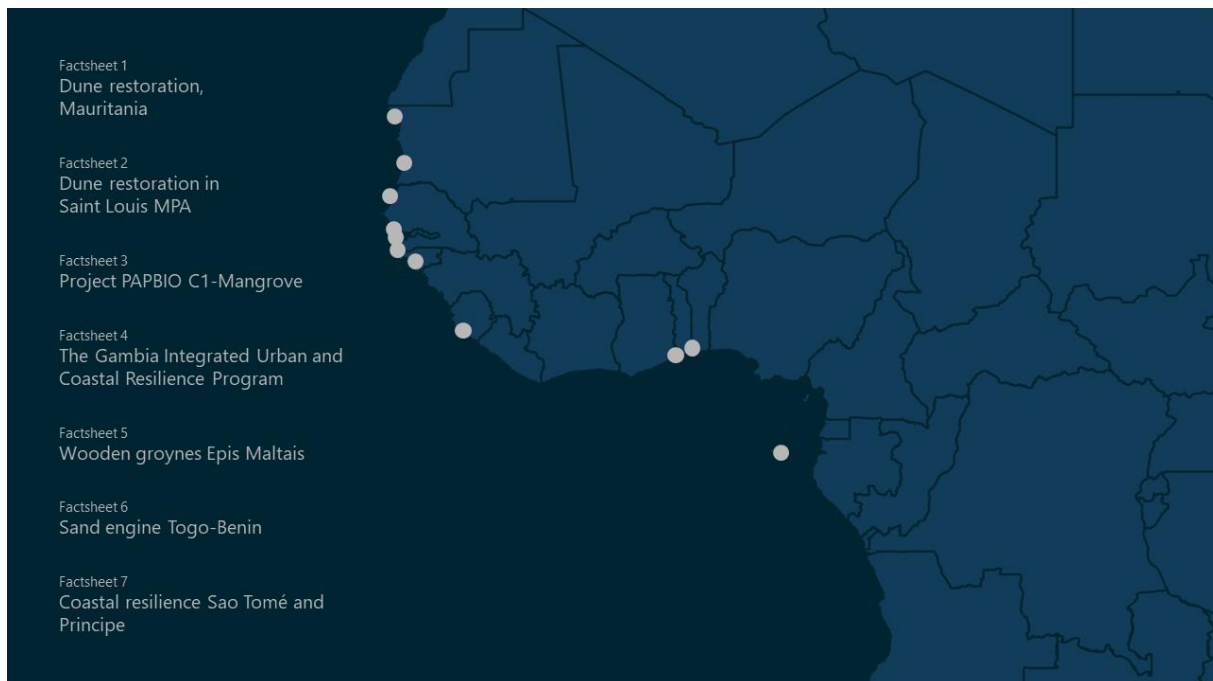 Factsheet 1
Dune restoration,
Mauritania
Factsheet 2
Dune restoration in
Saint Louis MPA
Factsheet 3
Project PAPBIO C1-Mangrove
Factsheet 4
The Gambia Integrated Urban and
Coastal Resilience Program
Factsheet 5
Wooden groynes Epis Maltais
Factsheet 6
Sand engine Togo-Benin
Factsheet 7
Coastal resilience Sao Tomé and
Principe